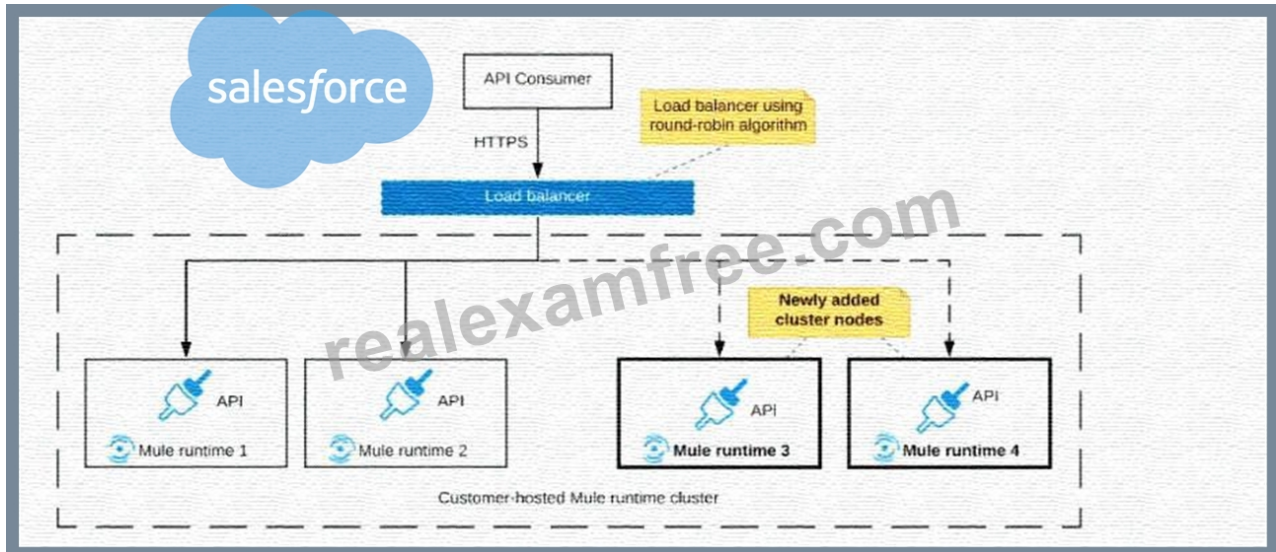 salesforce
API Consumer
Load balancer using
round-robin algorithm
HTTPS
Load balancer
realexamfree.com
Newly added
cluster nodes
API
API
API
API
Mule runtime 1
Mule runtime 2
Mule runtime 3
Mule runtime 4
Customer-hosted Mule runtime cluster